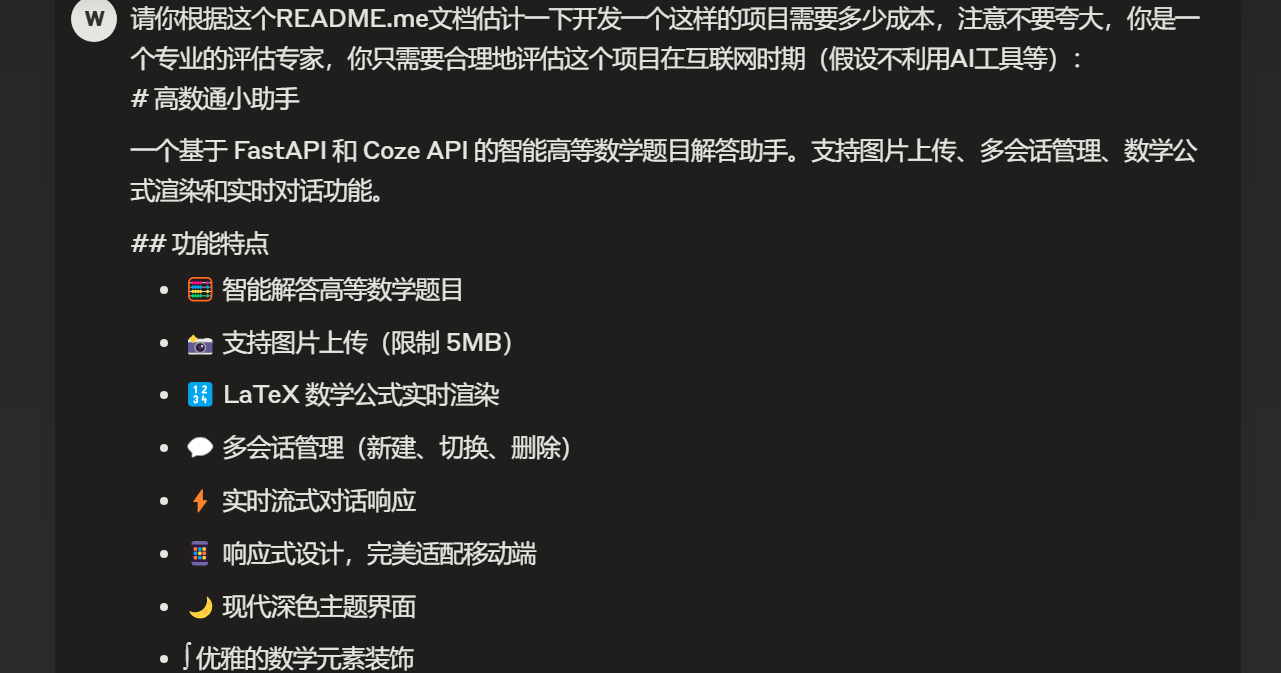 W
请你根据这个README.me文档估计一下开发一个这样的项目需要多少成本，注意不要夸大，你是一
个专业的评估专家，你只需要合理地评估这个项目在互联网时期（假设不利用AI工具等）:
# 高数通小助手
一个基于 FastAPI 和 Coze API 的智能高等数学题目解答助手。支持图片上传、多会话管理、数学公
式渲染和实时对话功能。
## 功能特点
• 🧮 智能解答高等数学题目
• 📸 支持图片上传（限制 5MB）
• 🔢 LaTeX 数学公式实时渲染
• 💬 多会话管理（新建、切换、删除）
• ⚡ 实时流式对话响应
• 📱 响应式设计，完美适配移动端
• 🌙 现代深色主题界面
• ∫ 优雅的数学元素装饰